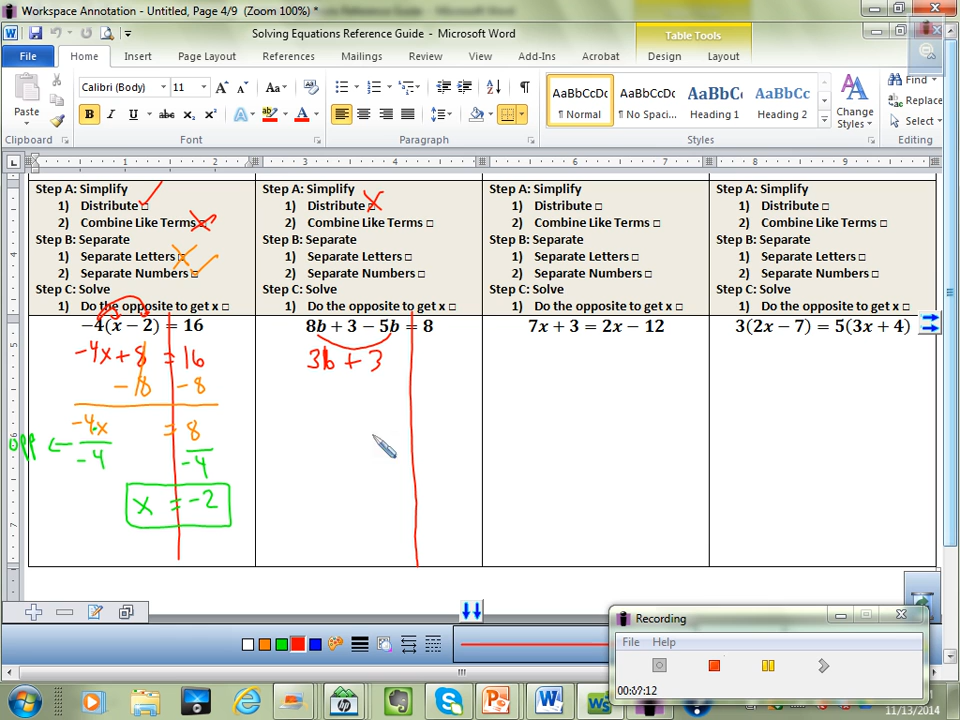 Workspace Annotation - Untitled, Page 4/9 (Zoom 100%) *
Solving Equations Reference Guide - Microsoft Word
Table Tools
File Home Insert Page Layout References Mailings Review View Add-Ins Acrobat Design Layout
Paste
Calibri (Body) 11
AaBbCcDc AaBbCcDc AaBbC AaBbCc
¶ Normal ¶ No Spaci... Heading 1 Heading 2
Change Styles
Find
Replace
Select
Clipboard Font Paragraph Styles Editing
Step A: Simplify
1) Distribute □
2) Combine Like Terms □
Step B: Separate
1) Separate Letters □
2) Separate Numbers □
Step C: Solve
1) Do the opposite to get x □
−4(x − 2) = 16
-4x + 8 = 16
- 8 - 8
-4x = 8
opp ←
-4 -4
x = -2
Step A: Simplify
1) Distribute □
2) Combine Like Terms □
Step B: Separate
1) Separate Letters □
2) Separate Numbers □
Step C: Solve
1) Do the opposite to get x □
8b + 3 − 5b = 8
3b + 3
Step A: Simplify
1) Distribute □
2) Combine Like Terms □
Step B: Separate
1) Separate Letters □
2) Separate Numbers □
Step C: Solve
1) Do the opposite to get x □
7x + 3 = 2x − 12
Step A: Simplify
1) Distribute □
2) Combine Like Terms □
Step B: Separate
1) Separate Letters □
2) Separate Numbers □
Step C: Solve
1) Do the opposite to get x □
3(2x − 7) = 5(3x + 4)
Recording
File Help
11/13/2014